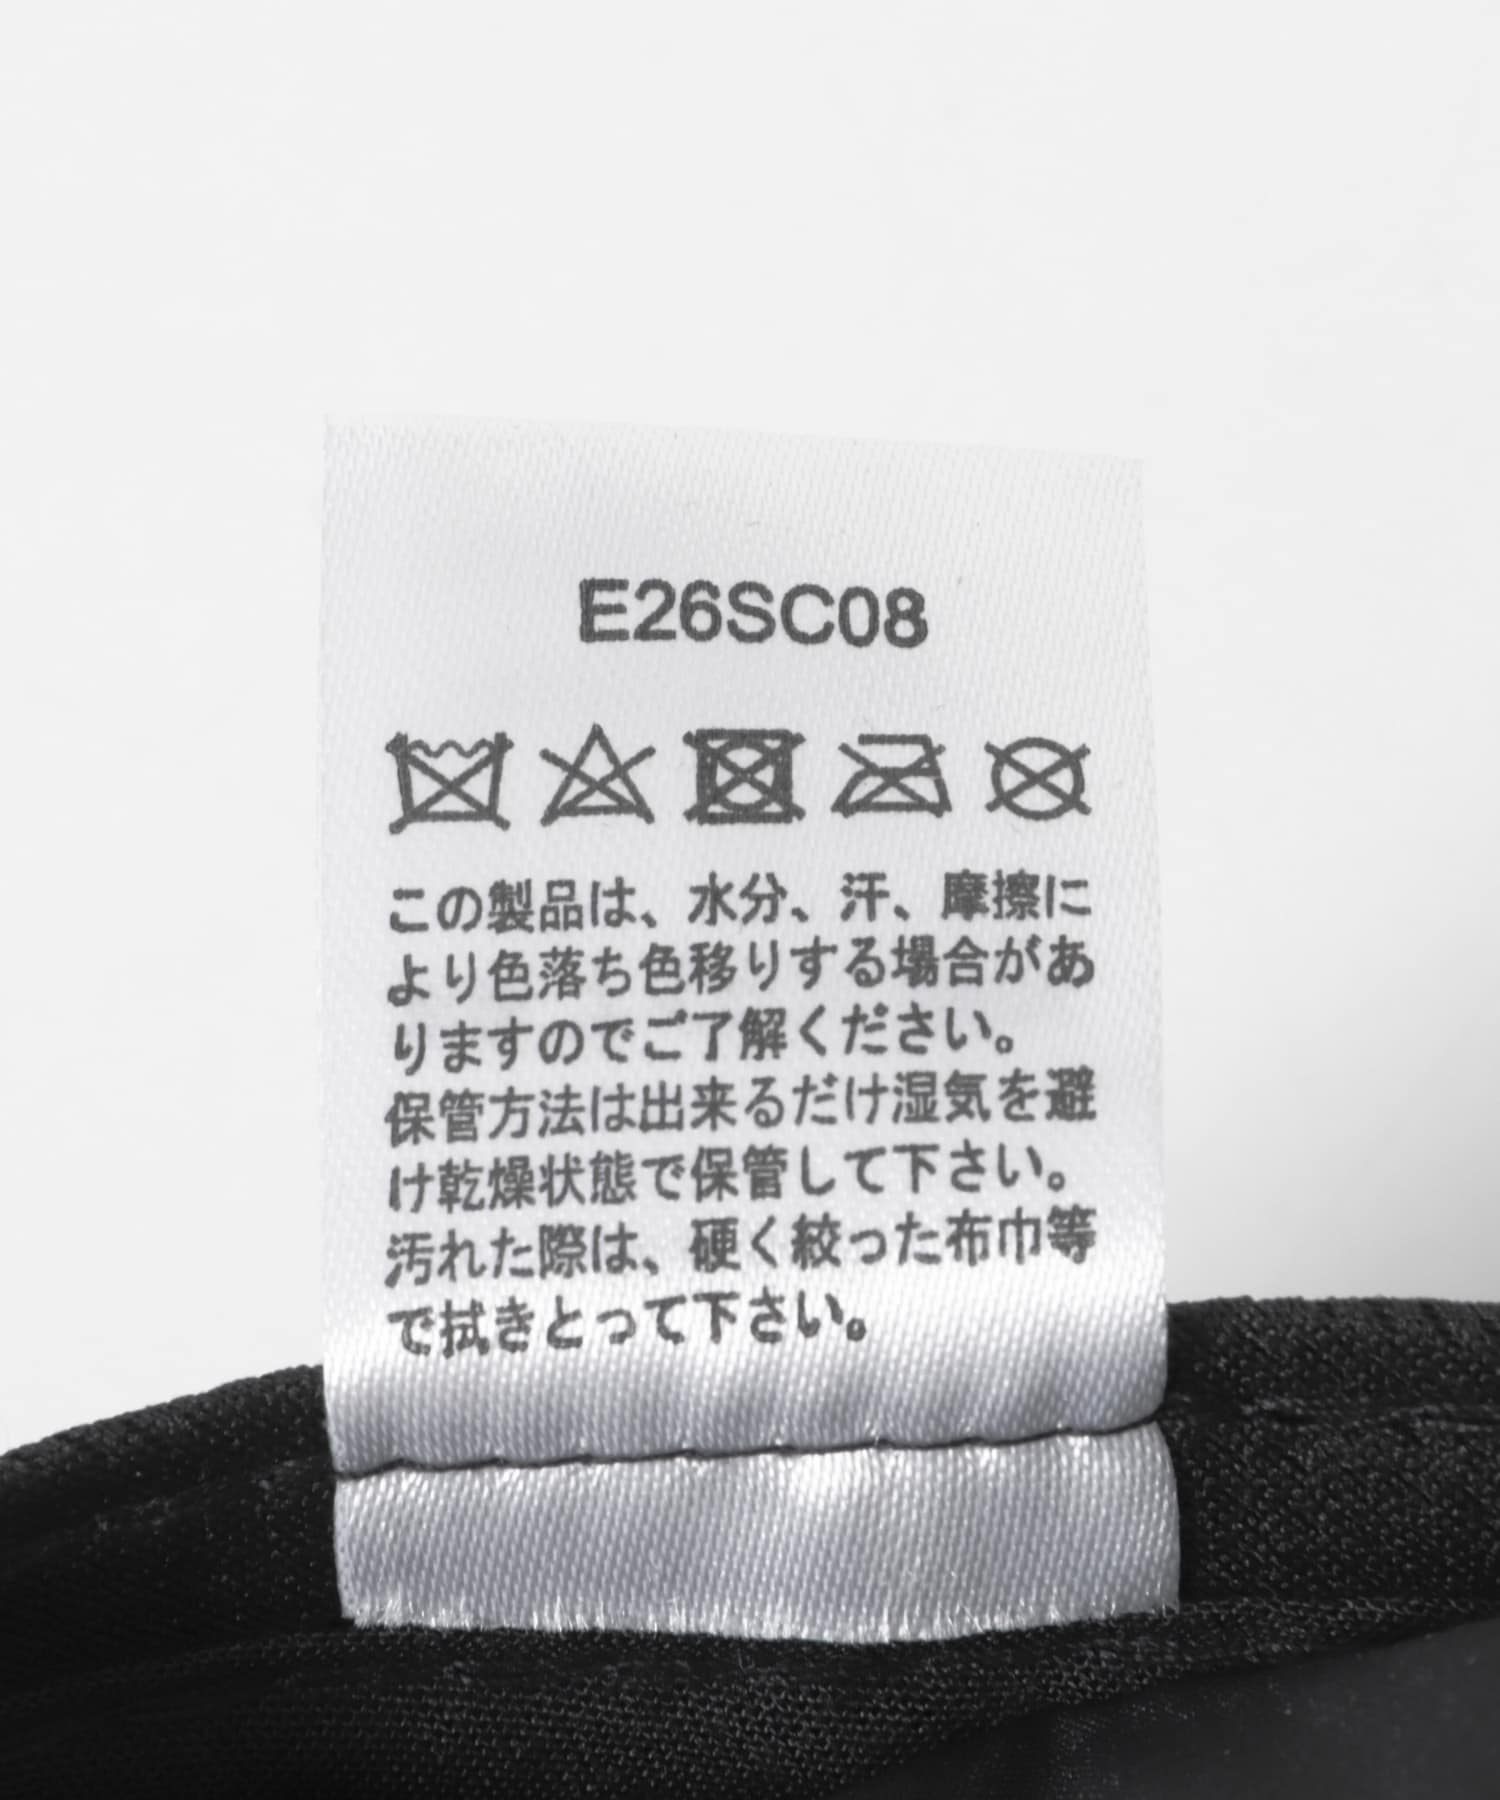 E26SC08
この製品は、水分、汗、摩擦に
より色落ち色移りする場合があ
りますのでご了解ください。
保管方法は出来るだけ湿気を避
け乾燥状態で保管して下さい。
汚れた際は、硬く絞った布巾等
で拭きとって下さい。